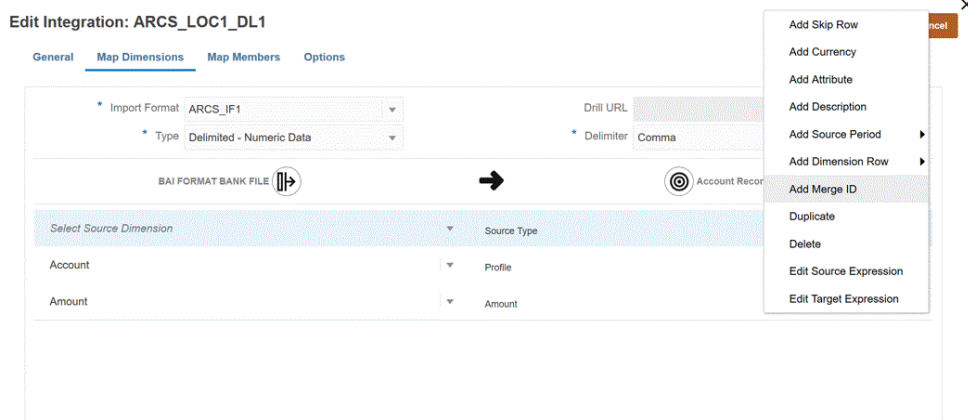 Edit Integration: ARCS_LOC1_DL1
ncel
General Map Dimensions Map Members Options
* Import Format ARCS_IF1 Drill URL
* Type Delimited - Numeric Data * Delimiter Comma
BAI FORMAT BANK FILE Account Recon
Select Source Dimension Source Type
Account Profile
Amount Amount
Add Skip Row
Add Currency
Add Attribute
Add Description
Add Source Period
Add Dimension Row
Add Merge ID
Duplicate
Delete
Edit Source Expression
Edit Target Expression